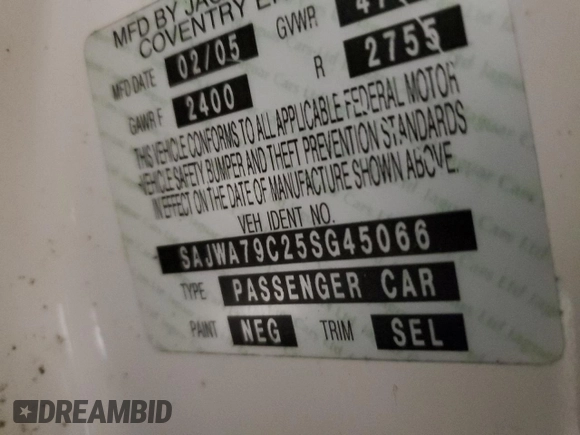 MFD BY JAG
COVENTRY E
MFD DATE 02/05 GVWR
GAWR F 2400 R 2755
THIS VEHICLE CONFORMS TO ALL APPLICABLE FEDERAL MOTOR
VEHICLE SAFETY BUMPER AND THEFT PREVENTION STANDARDS
IN EFFECT ON THE DATE OF MANUFACTURE SHOWN ABOVE.
VEH IDENT NO.
SAJWA79C25SG45066
TYPE PASSENGER CAR
PAINT NEG TRIM SEL
DREAMBID